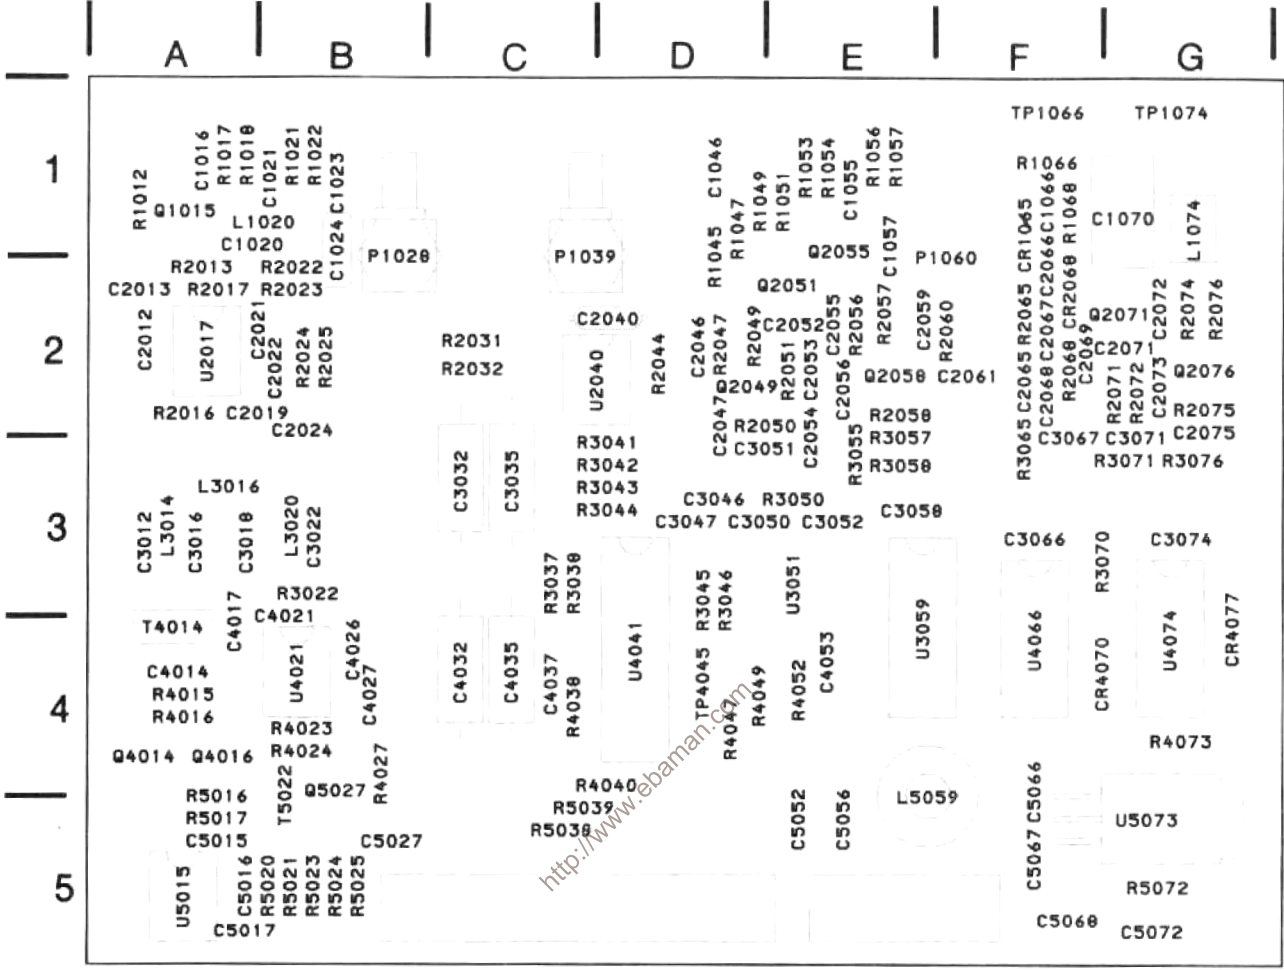 A B C D E F G
1
TP1066 TP1074
C1016 R1017 R1018 C1021 R1021 R1022 C1023
C1046 R1053 R1054 C1055 R1056 R1057
R1066
R1012 Q1015 L1020 C1020 C1024 P1028 P1039
R1045 R1047 R1049 R1051 Q2055 C1057 P1060
CR1065 C1066 R1068 C1070 L1074
2
R2013 R2022
C2013 R2017 R2023
Q2051
C2012 U2017 C2021 C2022 R2024 R2025
R2031
R2032
C2040
U2040
R2044 C2046 R2047 R2049 C2052 R2051 C2053 C2055 R2056 R2057 C2059 R2060
R2065 C2066 C2067 CR2068 C2069 Q2071 C2072 R2074 R2076
C2071
Q2049 C2056 Q2058 C2061 C2065 C2068 R2068 R2071 R2072 C2073 Q2076
R2016 C2019
C2024
C2047 R2050 C2054 R2058 R2075
C3051 R3055 R3057 R3065 C3067 C3071 C2075
R3058 R3071 R3076
3
R3041
R3042
R3043
R3044
C3032 C3035
L3016
C3046 R3050
C3047 C3050 C3052 C3058
C3012 L3014 C3016 C3018 L3020 C3022
C3066 R3070 C3074
R3037 R3038 R3045 R3046 U3051
R3022
C4017 C4021
U3059
CR4077
4
T4014 U4021 C4026
C4014 C4027
R4015
R4016
C4032 C4035 C4037 R4038 U4041 TP4045 R4047 R4049 R4052 C4053 U4066 CR4070 U4074
R4023
R4024
Q4014 Q4016
R4027
R4073
T5022 Q5027
R4040
R5016 R5039 L5059 C5066
R5017 R5038 C5052 C5056 U5073
C5015 C5027 C5067
5
U5015 C5016 R5020 R5021 R5023 R5024 R5025
R5072
C5017 C5068 C5072
http://www.ebaman.com